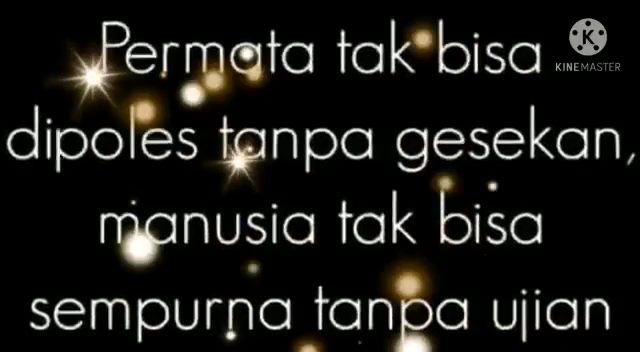 Permata tak bisa
KINEMASTER
dipoles tanpa gesekan,
manusia tak bisa
sempurna tanpa ujian